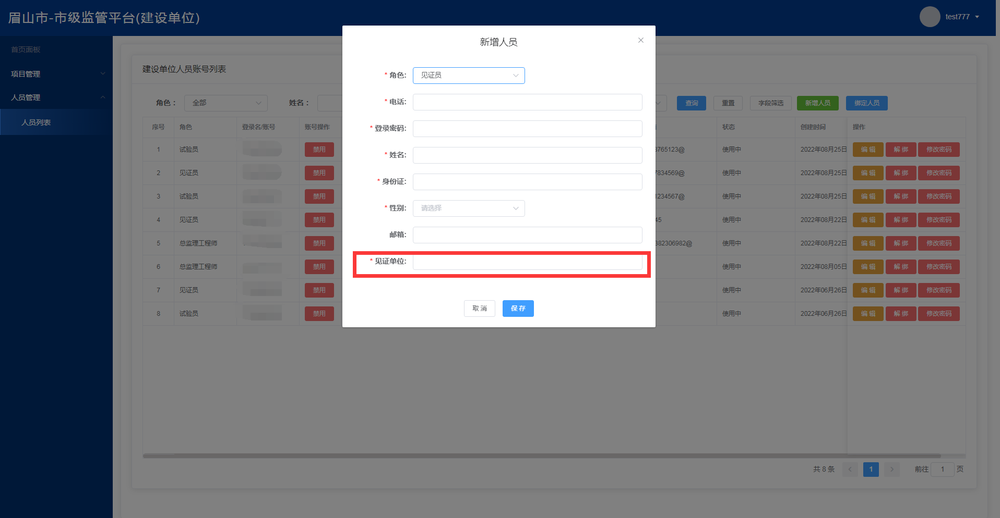 眉山市-市级监管平台(建设单位)
test777
首页面板
项目管理
人员管理
人员列表
建设单位人员账号列表
角色： 全部 姓名： 查询 重置 字段筛选 新增人员 绑定人员
序号 角色 登录名/账号 账号操作 状态 创建时间 操作
1 试验员 禁用 8765123@ 使用中 2022年08月25日 编辑 解绑 修改密码
2 见证员 禁用 7834569@ 使用中 2022年08月25日 编辑 解绑 修改密码
3 试验员 禁用 1234567@ 使用中 2022年08月25日 编辑 解绑 修改密码
4 见证员 禁用 45 使用中 2022年08月22日 编辑 解绑 修改密码
5 总监理工程师 禁用 382306982@ 使用中 2022年08月22日 编辑 解绑 修改密码
6 总监理工程师 禁用 使用中 2022年08月05日 编辑 解绑 修改密码
7 见证员 禁用 使用中 2022年06月26日 编辑 解绑 修改密码
8 试验员 禁用 使用中 2022年06月26日 编辑 解绑 修改密码
共 8 条 1 前往 1 页
新增人员
* 角色: 见证员
* 电话:
* 登录密码:
* 姓名:
* 身份证:
* 性别: 请选择
邮箱:
* 见证单位:
取消 保存